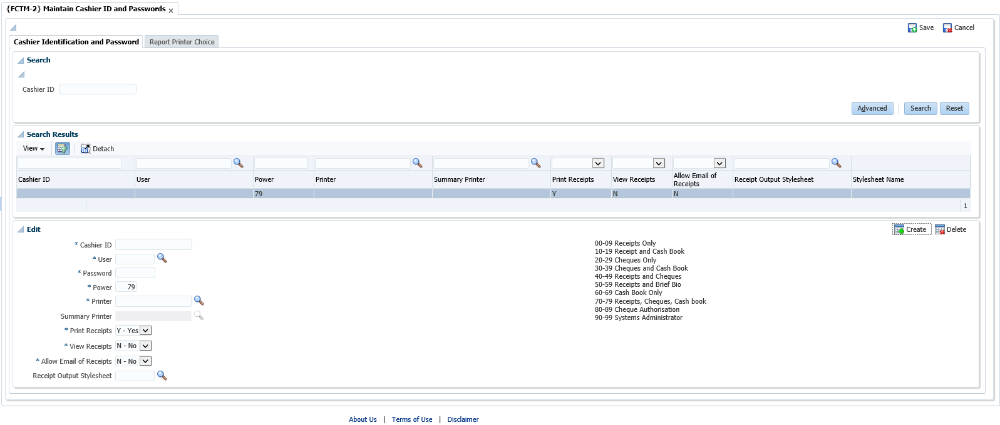 {FCTM-2} Maintain Cashier ID and Passwords
Save Cancel
Cashier Identification and Password Report Printer Choice
Search
Cashier ID
Advanced Search Reset
Search Results
View Detach
Cashier ID User Power Printer Summary Printer Print Receipts View Receipts Allow Email of Receipts Receipt Output Stylesheet Stylesheet Name
79 Y N N
1
Edit
Create Delete
* Cashier ID
* User
* Password
* Power 79
* Printer
Summary Printer
* Print Receipts Y - Yes
* View Receipts N - No
* Allow Email of Receipts N - No
Receipt Output Stylesheet
00-09 Receipts Only
10-19 Receipt and Cash Book
20-29 Cheques Only
30-39 Cheques and Cash Book
40-49 Receipts and Cheques
50-59 Receipts and Brief Bio
60-69 Cash Book Only
70-79 Receipts, Cheques, Cash book
80-89 Cheque Authorisation
90-99 Systems Administrator
About Us | Terms of Use | Disclaimer